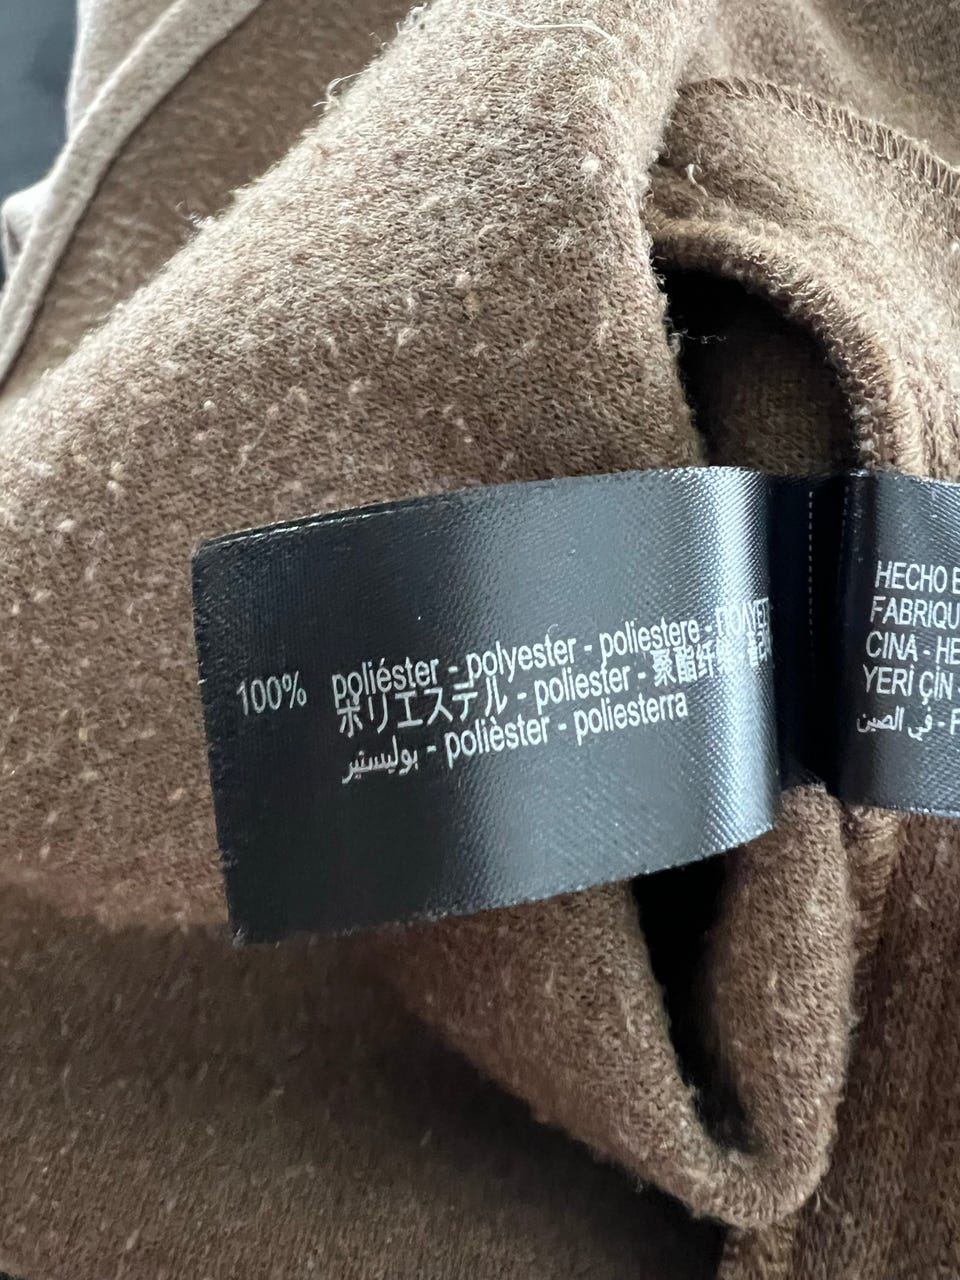 100% poliéster - polyester - poliestere -
ポリエステル - poliester - 聚酯纤
بوليستير - polièster - poliesterra
HECHO
FABRIQU
CINA - HE
YERİ ÇİN -
في الصين -